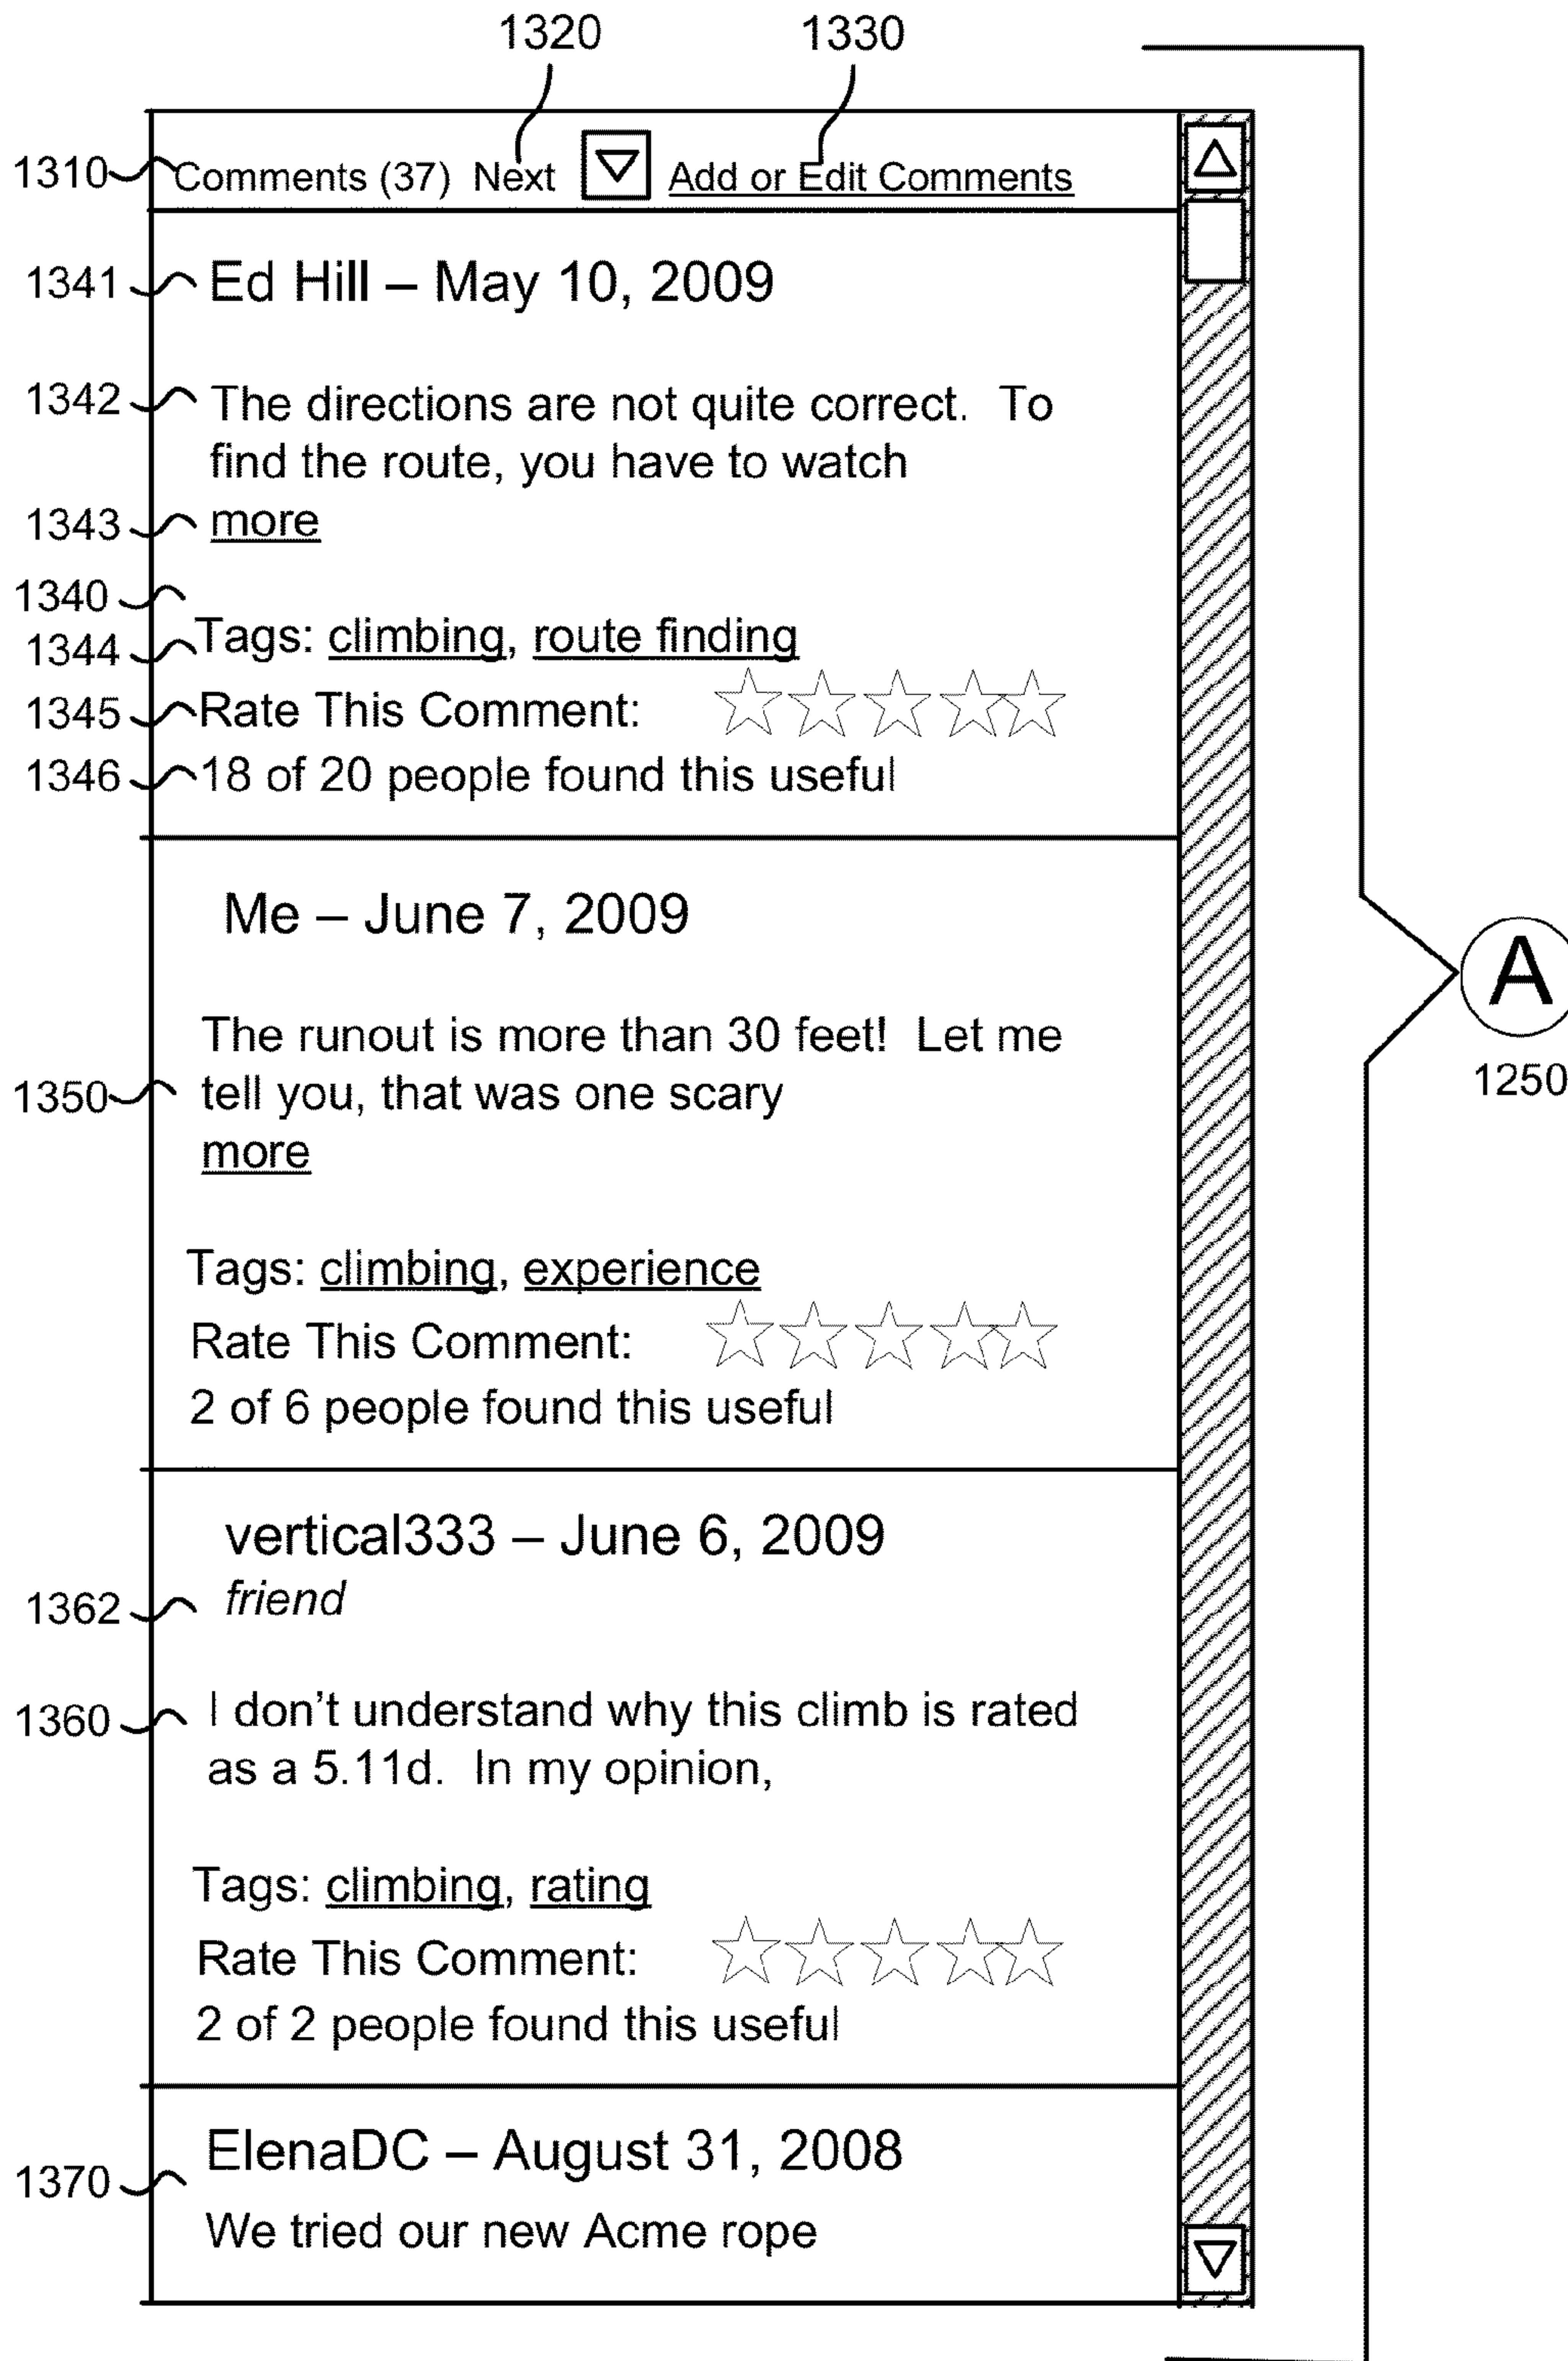 1320 1330
1310 Comments (37) Next Add or Edit Comments
1341 Ed Hill – May 10, 2009
1342 The directions are not quite correct. To
find the route, you have to watch
1343 more
1340
1344 Tags: climbing, route finding
1345 Rate This Comment:
1346 18 of 20 people found this useful
Me – June 7, 2009
A
The runout is more than 30 feet! Let me
1250
1350 tell you, that was one scary
more
Tags: climbing, experience
Rate This Comment:
2 of 6 people found this useful
vertical333 – June 6, 2009
1362 friend
1360 I don't understand why this climb is rated
as a 5.11d. In my opinion,
Tags: climbing, rating
Rate This Comment:
2 of 2 people found this useful
ElenaDC – August 31, 2008
1370
We tried our new Acme rope